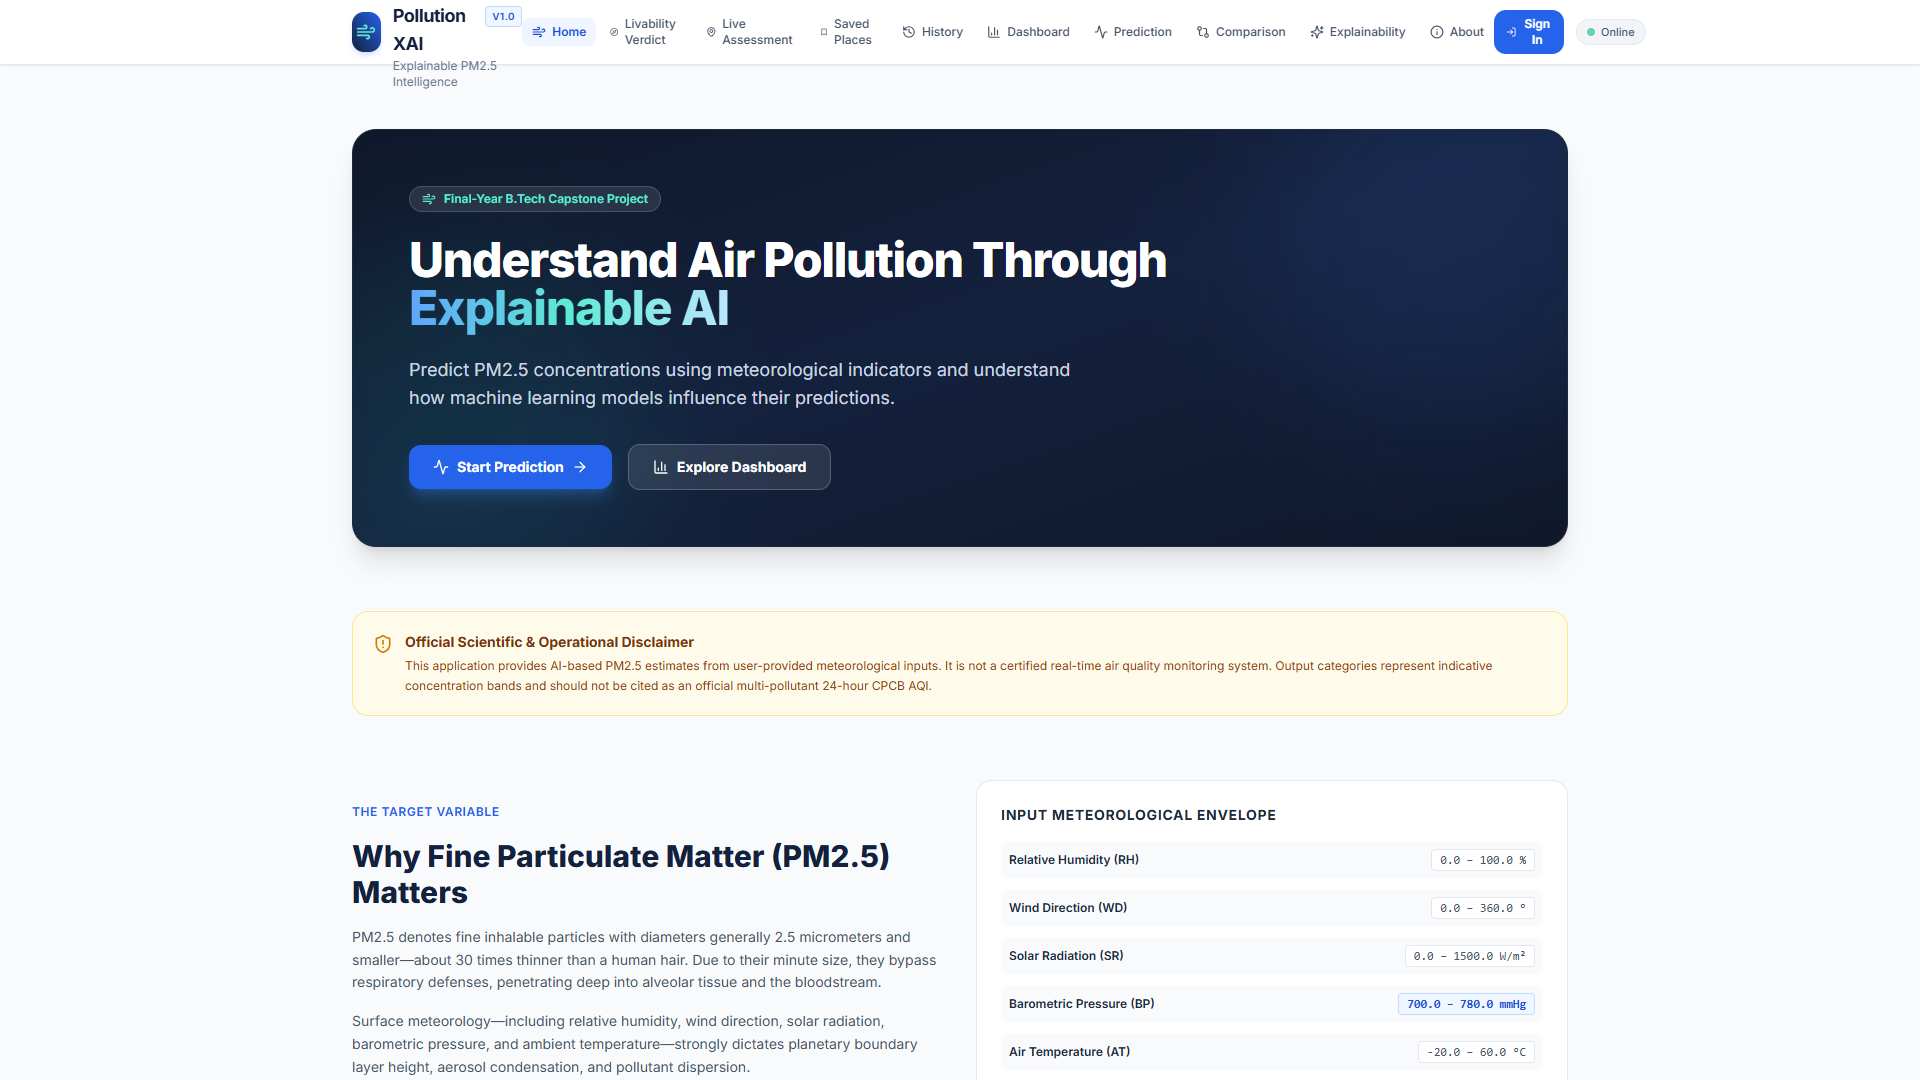 Pollution XAI
V1.0
Explainable PM2.5
Intelligence
Home
Livability
Verdict
Live
Assessment
Saved
Places
History
Dashboard
Prediction
Comparison
Explainability
About
Sign
In
Online
Final-Year B.Tech Capstone Project
Understand Air Pollution Through
Explainable AI
Predict PM2.5 concentrations using meteorological indicators and understand
how machine learning models influence their predictions.
Start Prediction
Explore Dashboard
Official Scientific & Operational Disclaimer
This application provides AI-based PM2.5 estimates from user-provided meteorological inputs. It is not a certified real-time air quality monitoring system. Output categories represent indicative
concentration bands and should not be cited as an official multi-pollutant 24-hour CPCB AQI.
THE TARGET VARIABLE
Why Fine Particulate Matter (PM2.5)
Matters
PM2.5 denotes fine inhalable particles with diameters generally 2.5 micrometers and
smaller—about 30 times thinner than a human hair. Due to their minute size, they bypass
respiratory defenses, penetrating deep into alveolar tissue and the bloodstream.
Surface meteorology—including relative humidity, wind direction, solar radiation,
barometric pressure, and ambient temperature—strongly dictates planetary boundary
layer height, aerosol condensation, and pollutant dispersion.
INPUT METEOROLOGICAL ENVELOPE
Relative Humidity (RH) 0.0 – 100.0 %
Wind Direction (WD) 0.0 – 360.0 °
Solar Radiation (SR) 0.0 – 1500.0 W/m²
Barometric Pressure (BP) 700.0 – 780.0 mmHg
Air Temperature (AT) -20.0 – 60.0 °C